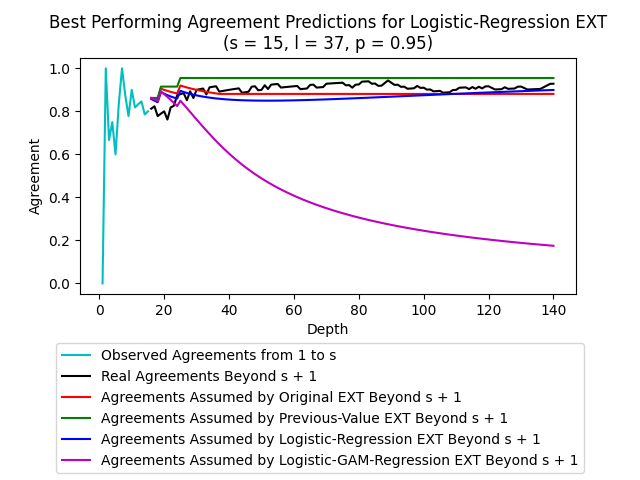 Best Performing Agreement Predictions for Logistic-Regression EXT
(s = 15, l = 37, p = 0.95)
1.0
0.8
0.6
0.4
0.2
0.0
Agreement
0 20 40 60 80 100 120 140
Depth
Observed Agreements from 1 to s
Real Agreements Beyond s + 1
Agreements Assumed by Original EXT Beyond s + 1
Agreements Assumed by Previous-Value EXT Beyond s + 1
Agreements Assumed by Logistic-Regression EXT Beyond s + 1
Agreements Assumed by Logistic-GAM-Regression EXT Beyond s + 1